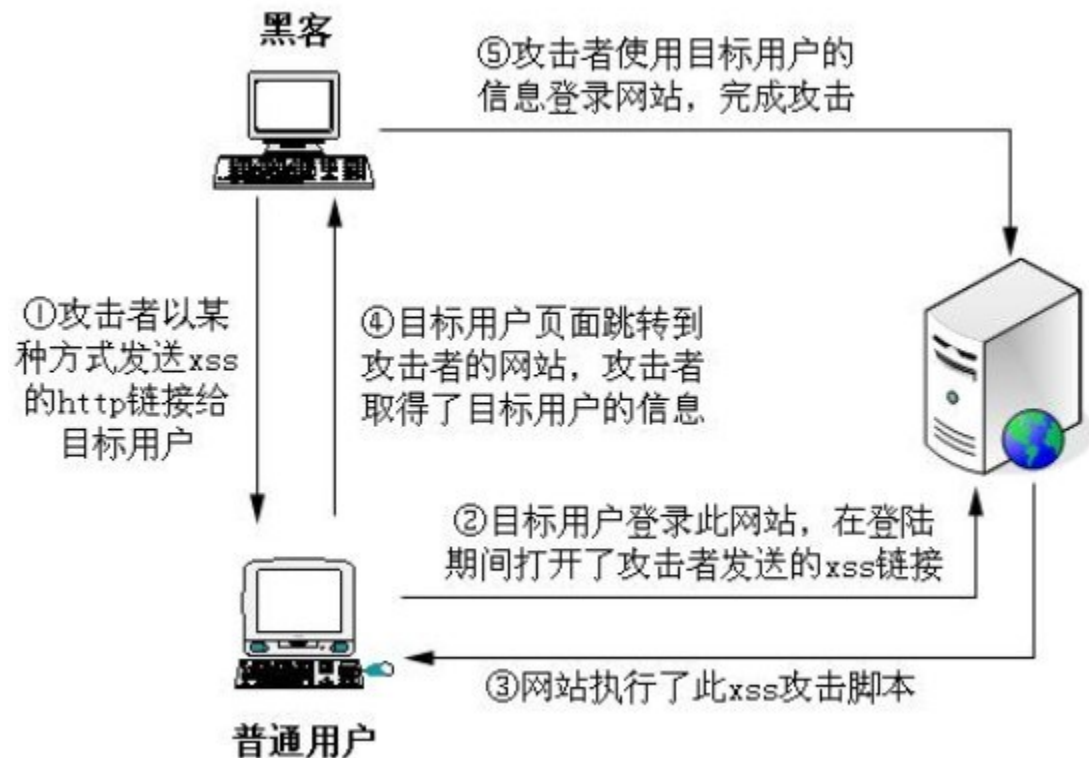 黑客
⑤攻击者使用目标用户的
信息登录网站，完成攻击
①攻击者以某
种方式发送xss
的http链接给
目标用户
④目标用户页面跳转到
攻击者的网站，攻击者
取得了目标用户的信息
②目标用户登录此网站，在登陆
期间打开了攻击者发送的xss链接
③网站执行了此xss攻击脚本
普通用户